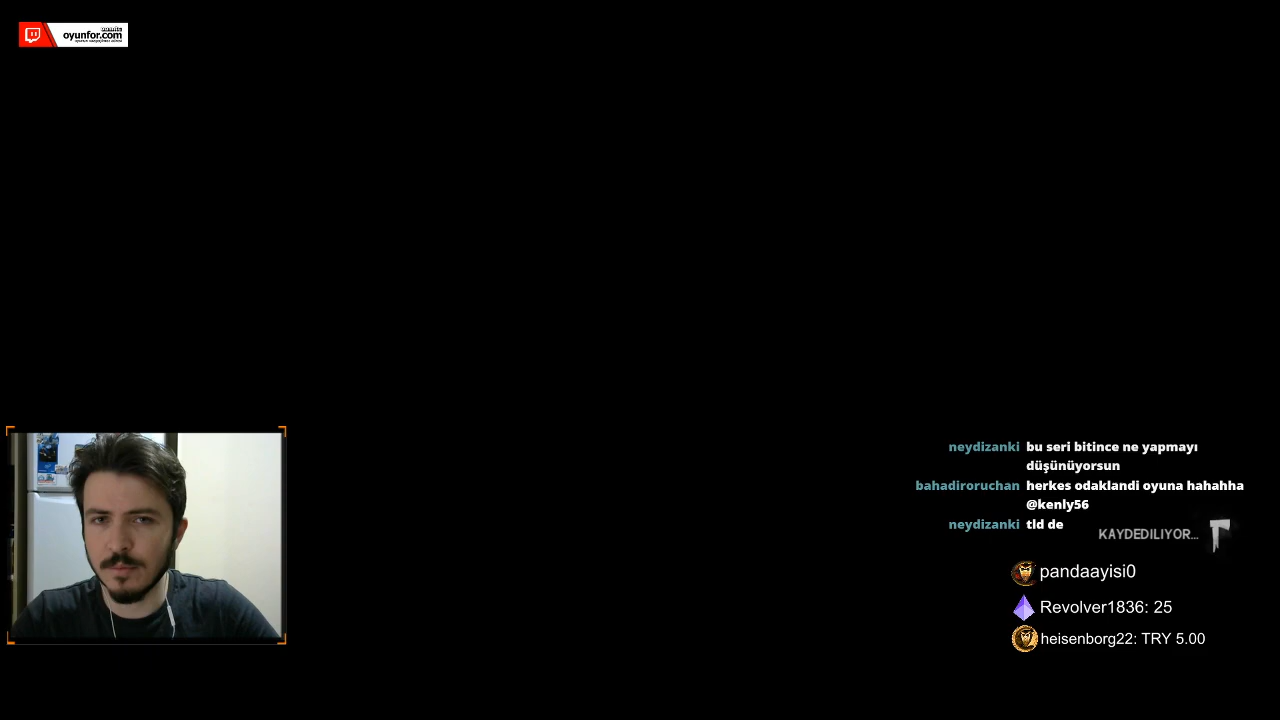 oyunfor.com
neydizanki bu seri bitince ne yapmayı
düşünüyorsun
bahadiroruchan herkes odaklandi oyuna hahahha
@kenly56
neydizanki tld de
KAYDEDILIYOR...
pandaayisi0
Revolver1836: 25
heisenborg22: TRY 5.00